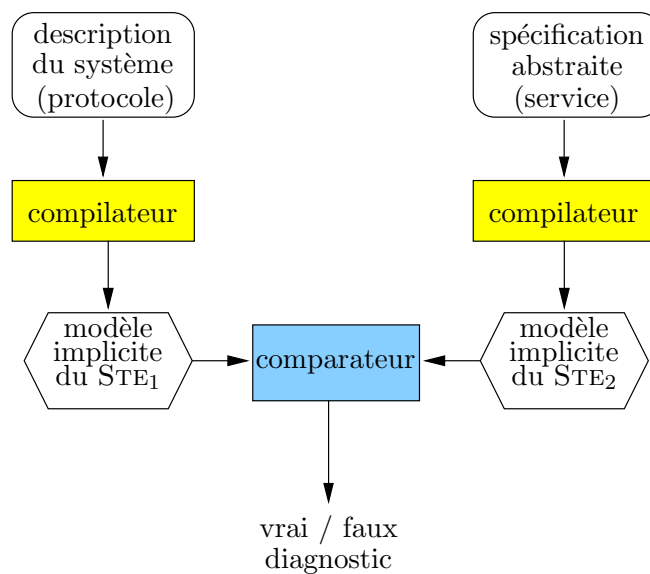 description
du système
(protocole)
spécification
abstraite
(service)
compilateur
compilateur
modèle
implicite
du STE1
comparateur
modèle
implicite
du STE2
vrai / faux
diagnostic